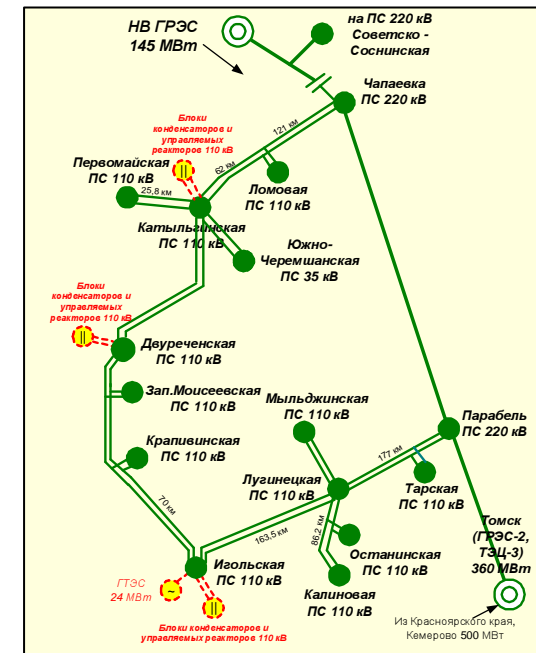 НВ ГРЭС
145 МВт
на ПС 220 кВ
Советско -
Соснинская
Чапаевка
ПС 220 кВ
Блоки
конденсаторов и
управляемых
реакторов 110 кВ
121 км
62 км
Первомайская
ПС 110 кВ
25,8 км
Ломовая
ПС 110 кВ
Катыльгинская
ПС 110 кВ
Южно-
Черемшанская
ПС 35 кВ
Блоки
конденсаторов и
управляемых
реакторов 110 кВ
Двуреченская
ПС 110 кВ
Зап.Моисеевская
ПС 110 кВ
Мыльджинская
ПС 110 кВ
Крапивинская
ПС 110 кВ
Парабель
ПС 220 кВ
177 км
Лугинецкая
ПС 110 кВ
Тарская
ПС 110 кВ
70 км
163,5 км
86,2 км
Томск
(ГРЭС-2,
ТЭЦ-3)
360 МВт
Останинская
ПС 110 кВ
Игольская
ПС 110 кВ
Калиновая
ПС 110 кВ
ГТЭС
24 МВт
~
Блоки конденсаторов и
управляемых реакторов 110 кВ
Из Красноярского края,
Кемерово 500 МВт